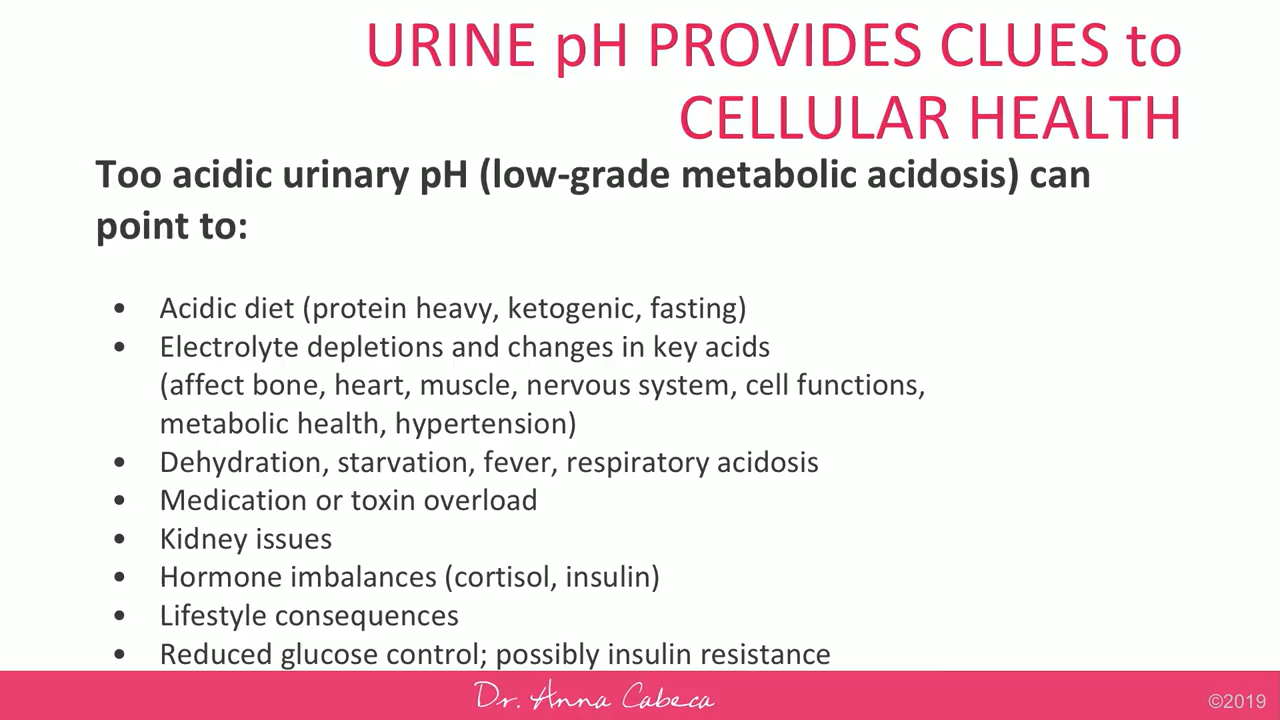 URINE pH PROVIDES CLUES to
CELLULAR HEALTH
Too acidic urinary pH (low-grade metabolic acidosis) can
point to:
• Acidic diet (protein heavy, ketogenic, fasting)
• Electrolyte depletions and changes in key acids
(affect bone, heart, muscle, nervous system, cell functions,
metabolic health, hypertension)
• Dehydration, starvation, fever, respiratory acidosis
• Medication or toxin overload
• Kidney issues
• Hormone imbalances (cortisol, insulin)
• Lifestyle consequences
• Reduced glucose control; possibly insulin resistance
Dr. Anna Cabeca
©2019